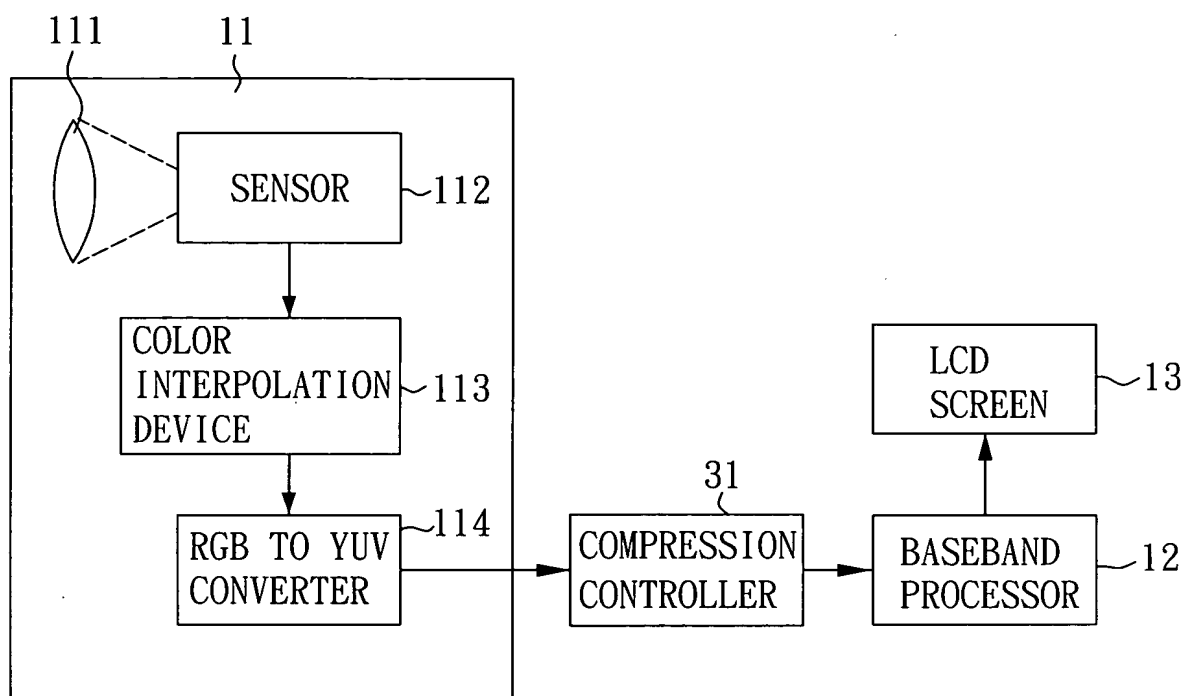 111
11
SENSOR
112
COLOR
INTERPOLATION
DEVICE
113
RGB TO YUV
CONVERTER
114
31
COMPRESSION
CONTROLLER
LCD
SCREEN
13
BASEBAND
PROCESSOR
12